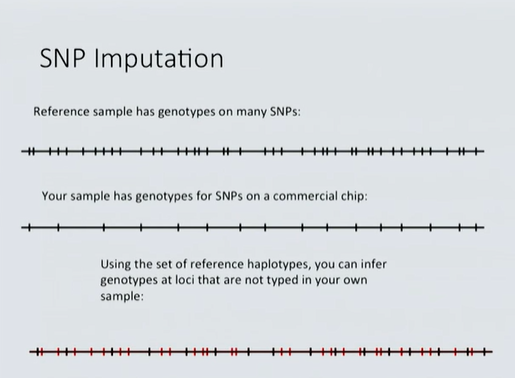 SNP Imputation
Reference sample has genotypes on many SNPs:
Your sample has genotypes for SNPs on a commercial chip:
Using the set of reference haplotypes, you can infer
genotypes at loci that are not typed in your own
sample: